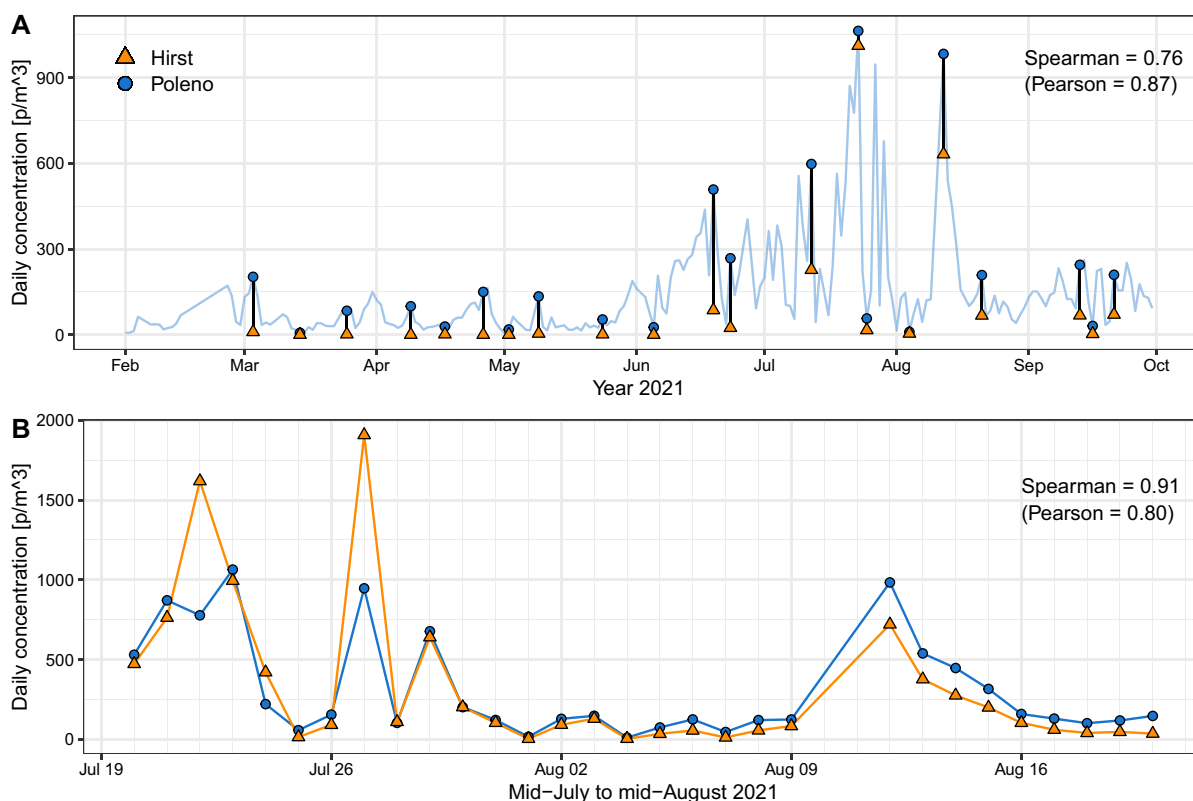 A
Hirst
Poleno
Spearman = 0.76
(Pearson = 0.87)
Daily concentration [p/m^3]
900
600
300
0
Feb Mar Apr May Jun Jul Aug Sep Oct
Year 2021
B
Spearman = 0.91
(Pearson = 0.80)
Daily concentration [p/m^3]
2000
1500
1000
500
0
Jul 19 Jul 26 Aug 02 Aug 09 Aug 16
Mid−July to mid−August 2021